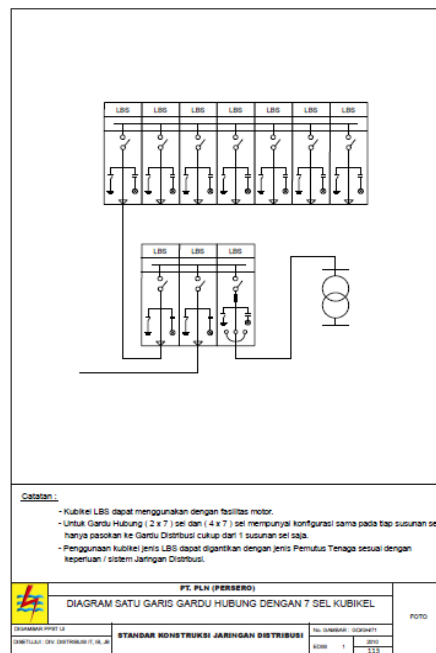 LBS LBS LBS LBS LBS LBS LBS
LBS LBS LBS
Catatan :
- Kubikel LBS dapat menggunakan dengan fasilitas motor.
- Untuk Gardu Hubung ( 2 x 7 ) sel dan ( 4 x 7 ) sel mempunyai konfigurasi sama pada tiap susunan se
hanya pasokan ke Gardu Distribusi cukup dari 1 susunan sel saja.
- Penggunaan kubikel jenis LBS dapat digantikan dengan jenis Pemutus Tenaga sesuai dengan
keperluan / sistem Jaringan Distribusi.
PT. PLN (PERSERO)
DIAGRAM SATU GARIS GARDU HUBUNG DENGAN 7 SEL KUBIKEL
FOTO
STANDAR KONSTRUKSI JARINGAN DISTRIBUSI
EDISI 1
2010
113